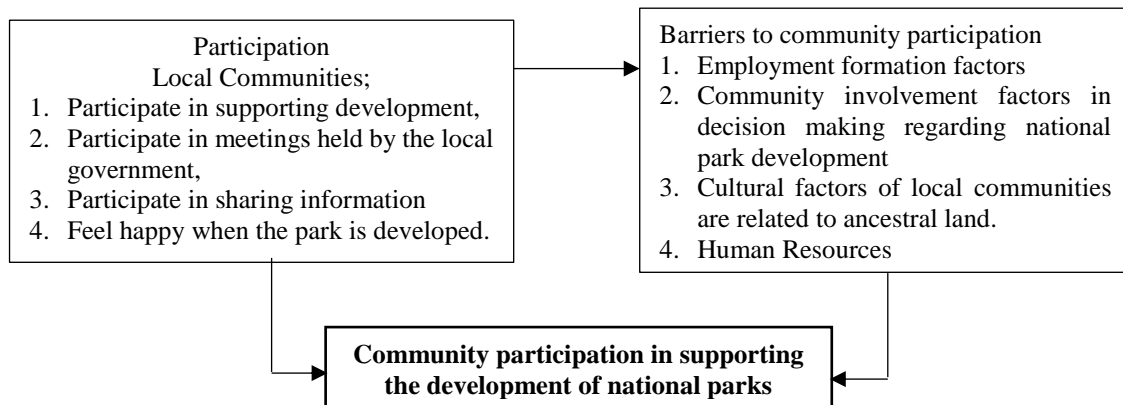 Participation
Local Communities;
1. Participate in supporting development,
2. Participate in meetings held by the local
government,
3. Participate in sharing information
4. Feel happy when the park is developed.
Barriers to community participation
1. Employment formation factors
2. Community involvement factors in
decision making regarding national
park development
3. Cultural factors of local communities
are related to ancestral land.
4. Human Resources
Community participation in supporting
the development of national parks